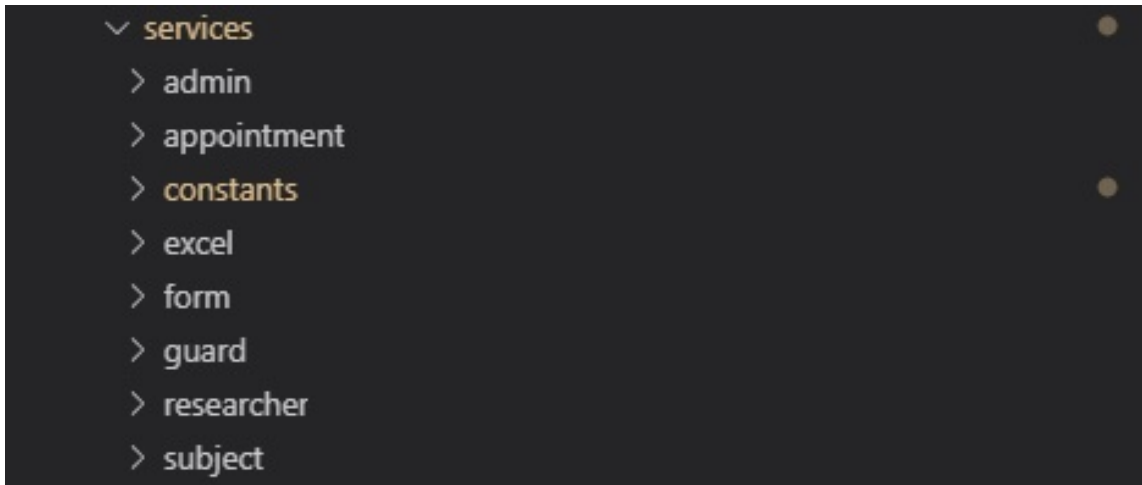 services
admin
appointment
constants
excel
form
guard
researcher
subject